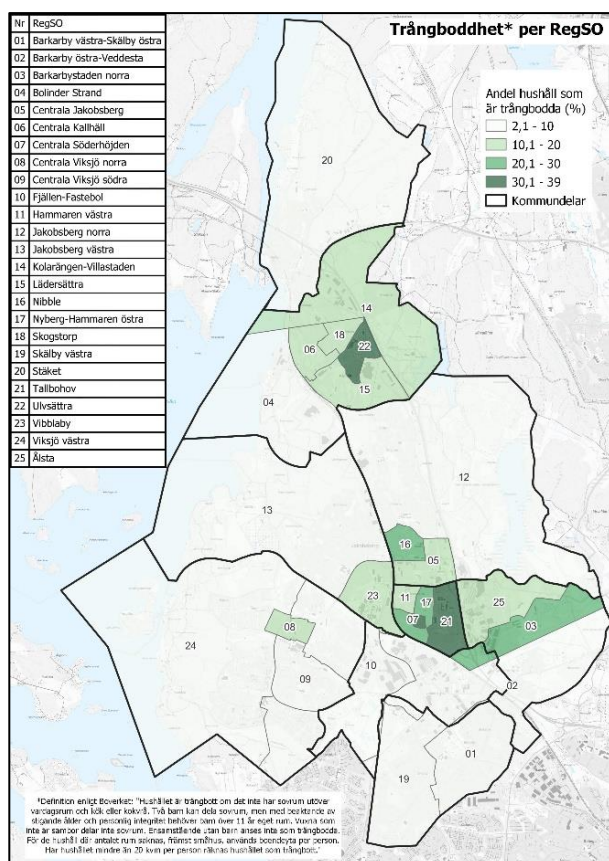 Trångboddhet* per RegSO
Nr RegSO
01 Barkarby västra-Skälby östra
02 Barkarby östra-Veddesta
03 Barkarbystaden norra
04 Bolinder Strand
05 Centrala Jakobsberg
06 Centrala Kallhäll
07 Centrala Söderhöjden
08 Centrala Viksjö norra
09 Centrala Viksjö södra
10 Fjällen-Fastebol
11 Hammaren västra
12 Jakobsberg norra
13 Jakobsberg västra
14 Kolarängen-Villastaden
15 Lädersättra
16 Nibble
17 Nyberg-Hammaren östra
18 Skogstorp
19 Skälby västra
20 Stäket
21 Tallbohov
22 Ulvsättra
23 Vibblaby
24 Viksjö västra
25 Ålsta
Andel hushåll som
är trångbodda (%)
2,1 - 10
10,1 - 20
20,1 - 30
30,1 - 39
Kommundelar
20
14
18
06
22
15
04
12
13
16
05
23
11
17
25
07
21
03
08
24
10
09
02
01
19
*Definition enligt Boverket: "Hushållet är trångbott om det inte har sovrum utöver
vardagsrum och kök eller kokvrå. Två barn kan dela sovrum, men med beaktande av
stigande ålder och personlig integritet behöver barn över 11 år eget rum. Vuxna som
inte är sambor delar inte sovrum. Ensamstående utan barn anses inte som trångbodda.
För de hushåll där antalet rum saknas, främst småhus, används boendeyta per person.
Har hushållet mindre än 20 kvm per person räknas hushållet som trångbott."